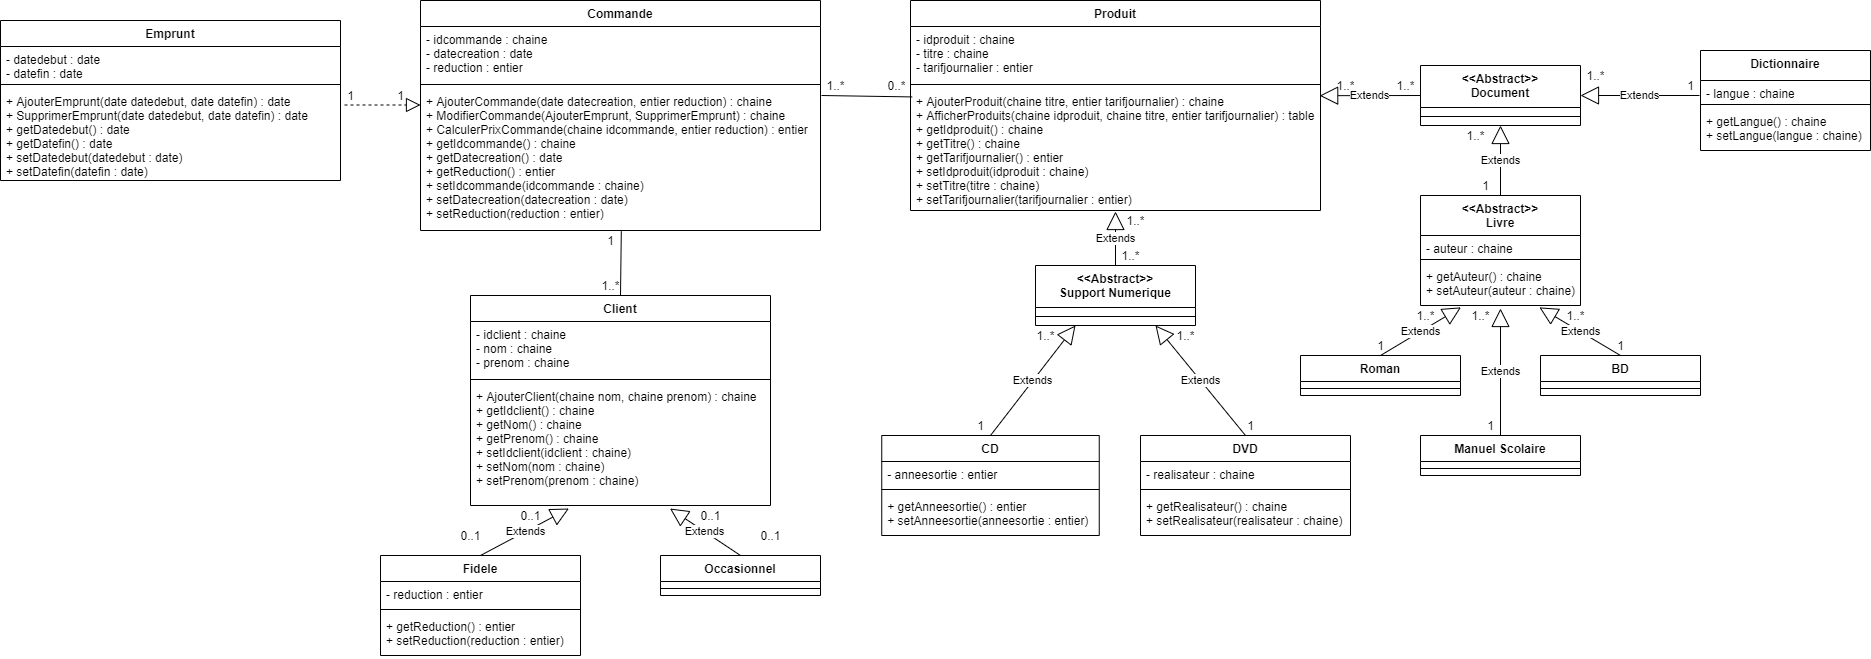 Emprunt
- datedebut : date
- datefin : date
+ AjouterEmprunt(date datedebut, date datefin) : date
+ SupprimerEmprunt(date datedebut, date datefin) : date
+ getDatedebut() : date
+ getDatefin() : date
+ setDatedebut(datedebut : date)
+ setDatefin(datefin : date)
1
1
Commande
- idcommande : chaine
- datecreation : date
- reduction : entier
+ AjouterCommande(date datecreation, entier reduction) : chaine
+ ModifierCommande(AjouterEmprunt, SupprimerEmprunt) : chaine
+ CalculerPrixCommande(chaine idcommande, entier reduction) : entier
+ getIdcommande() : chaine
+ getDatecreation() : date
+ getReduction() : entier
+ setIdcommande(idcommande : chaine)
+ setDatecreation(datecreation : date)
+ setReduction(reduction : entier)
1..*
0..*
Produit
- idproduit : chaine
- titre : chaine
- tarifjournalier : entier
+ AjouterProduit(chaine titre, entier tarifjournalier) : chaine
+ AfficherProduits(chaine idproduit, chaine titre, entier tarifjournalier) : table
+ getIdproduit() : chaine
+ getTitre() : chaine
+ getTarifjournalier() : entier
+ setIdproduit(idproduit : chaine)
+ setTitre(titre : chaine)
+ setTarifjournalier(tarifjournalier : entier)
1..*
Extends
1..*
<<Abstract>>
Document
1..*
Extends
1
Dictionnaire
- langue : chaine
+ getLangue() : chaine
+ setLangue(langue : chaine)
1..*
Extends
1
<<Abstract>>
Livre
- auteur : chaine
+ getAuteur() : chaine
+ setAuteur(auteur : chaine)
1..*
Extends
1
1..*
Extends
1
1..*
Extends
1
Roman
BD
Manuel Scolaire
1..*
Extends
1..*
<<Abstract>>
Support Numerique
1..*
Extends
1
1..*
Extends
1
CD
- anneesortie : entier
+ getAnneesortie() : entier
+ setAnneesortie(anneesortie : entier)
DVD
- realisateur : chaine
+ getRealisateur() : chaine
+ setRealisateur(realisateur : chaine)
1
1..*
Client
- idclient : chaine
- nom : chaine
- prenom : chaine
+ AjouterClient(chaine nom, chaine prenom) : chaine
+ getIdclient() : chaine
+ getNom() : chaine
+ getPrenom() : chaine
+ setIdclient(idclient : chaine)
+ setNom(nom : chaine)
+ setPrenom(prenom : chaine)
0..1
Extends
0..1
0..1
Extends
0..1
Fidele
- reduction : entier
+ getReduction() : entier
+ setReduction(reduction : entier)
Occasionnel